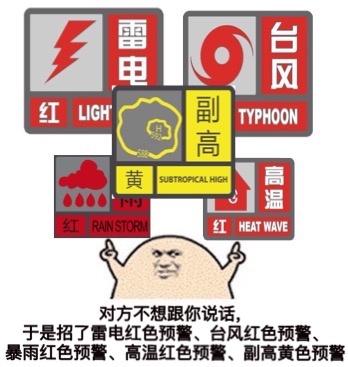 雷电
红 LIGHT
台风
TYPHOON
副高
H
592
588
黄 SUBTROPICAL HIGH
雨
红 RAIN STORM
高温
红 HEAT WAVE
对方不想跟你说话，
于是招了雷电红色预警、台风红色预警、
暴雨红色预警、高温红色预警、副高黄色预警